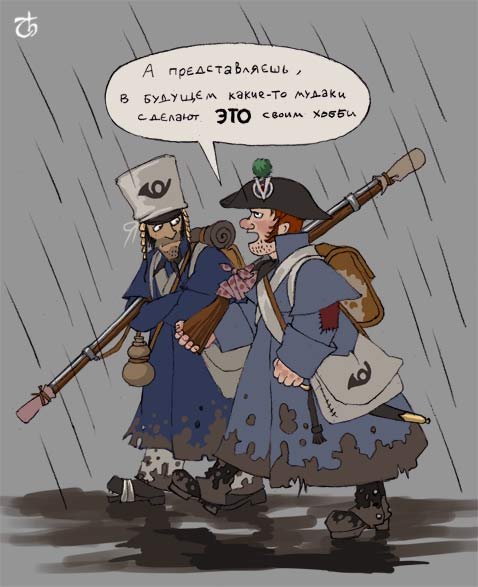 А представляешь,
в будущем какие-то мудаки
сделают ЭТО своим хобби